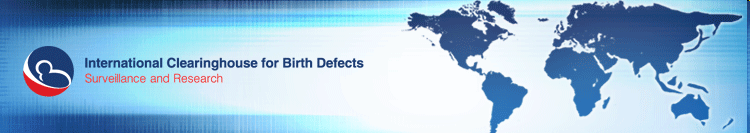 International Clearinghouse for Birth Defects
Surveillance and Research